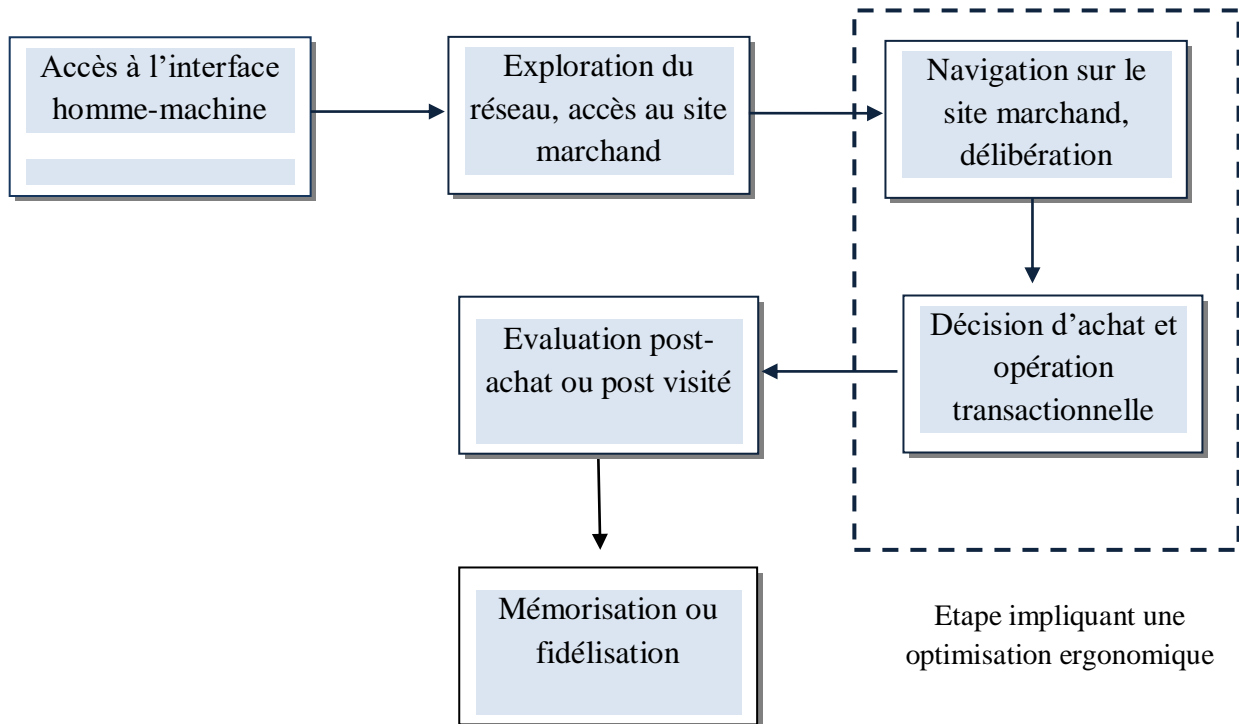 Accès à l’interface
homme-machine
Exploration du
réseau, accès au site
marchand
Navigation sur le
site marchand,
délibération
Evaluation post-
achat ou post visité
Décision d’achat et
opération
transactionnelle
Mémorisation ou
fidélisation
Etape impliquant une
optimisation ergonomique